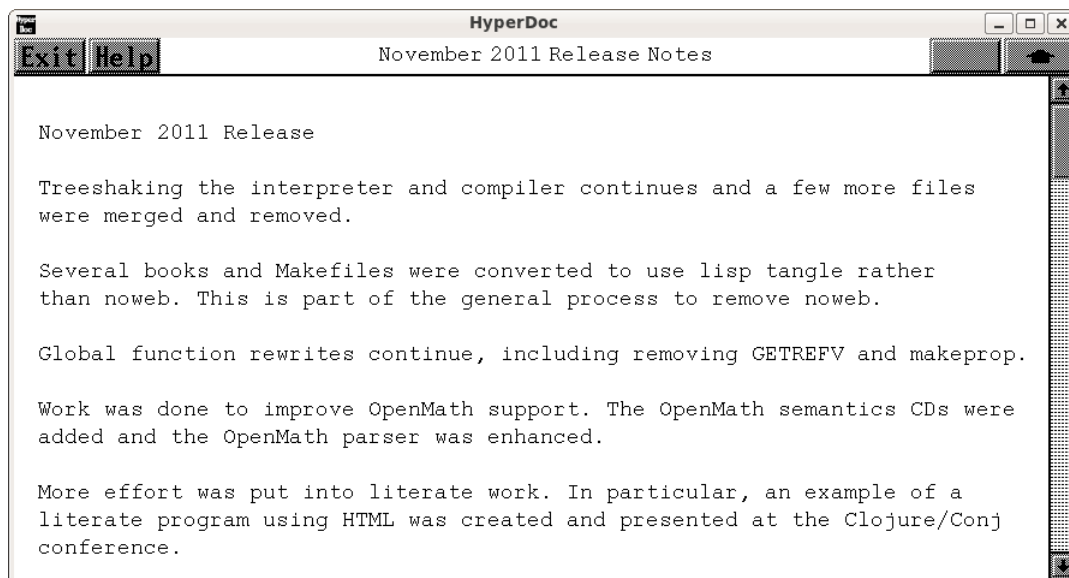 Hyper Doc
HyperDoc
Exit Help November 2011 Release Notes
November 2011 Release
Treeshaking the interpreter and compiler continues and a few more files
were merged and removed.
Several books and Makefiles were converted to use lisp tangle rather
than noweb. This is part of the general process to remove noweb.
Global function rewrites continue, including removing GETREFV and makeprop.
Work was done to improve OpenMath support. The OpenMath semantics CDs were
added and the OpenMath parser was enhanced.
More effort was put into literate work. In particular, an example of a
literate program using HTML was created and presented at the Clojure/Conj
conference.